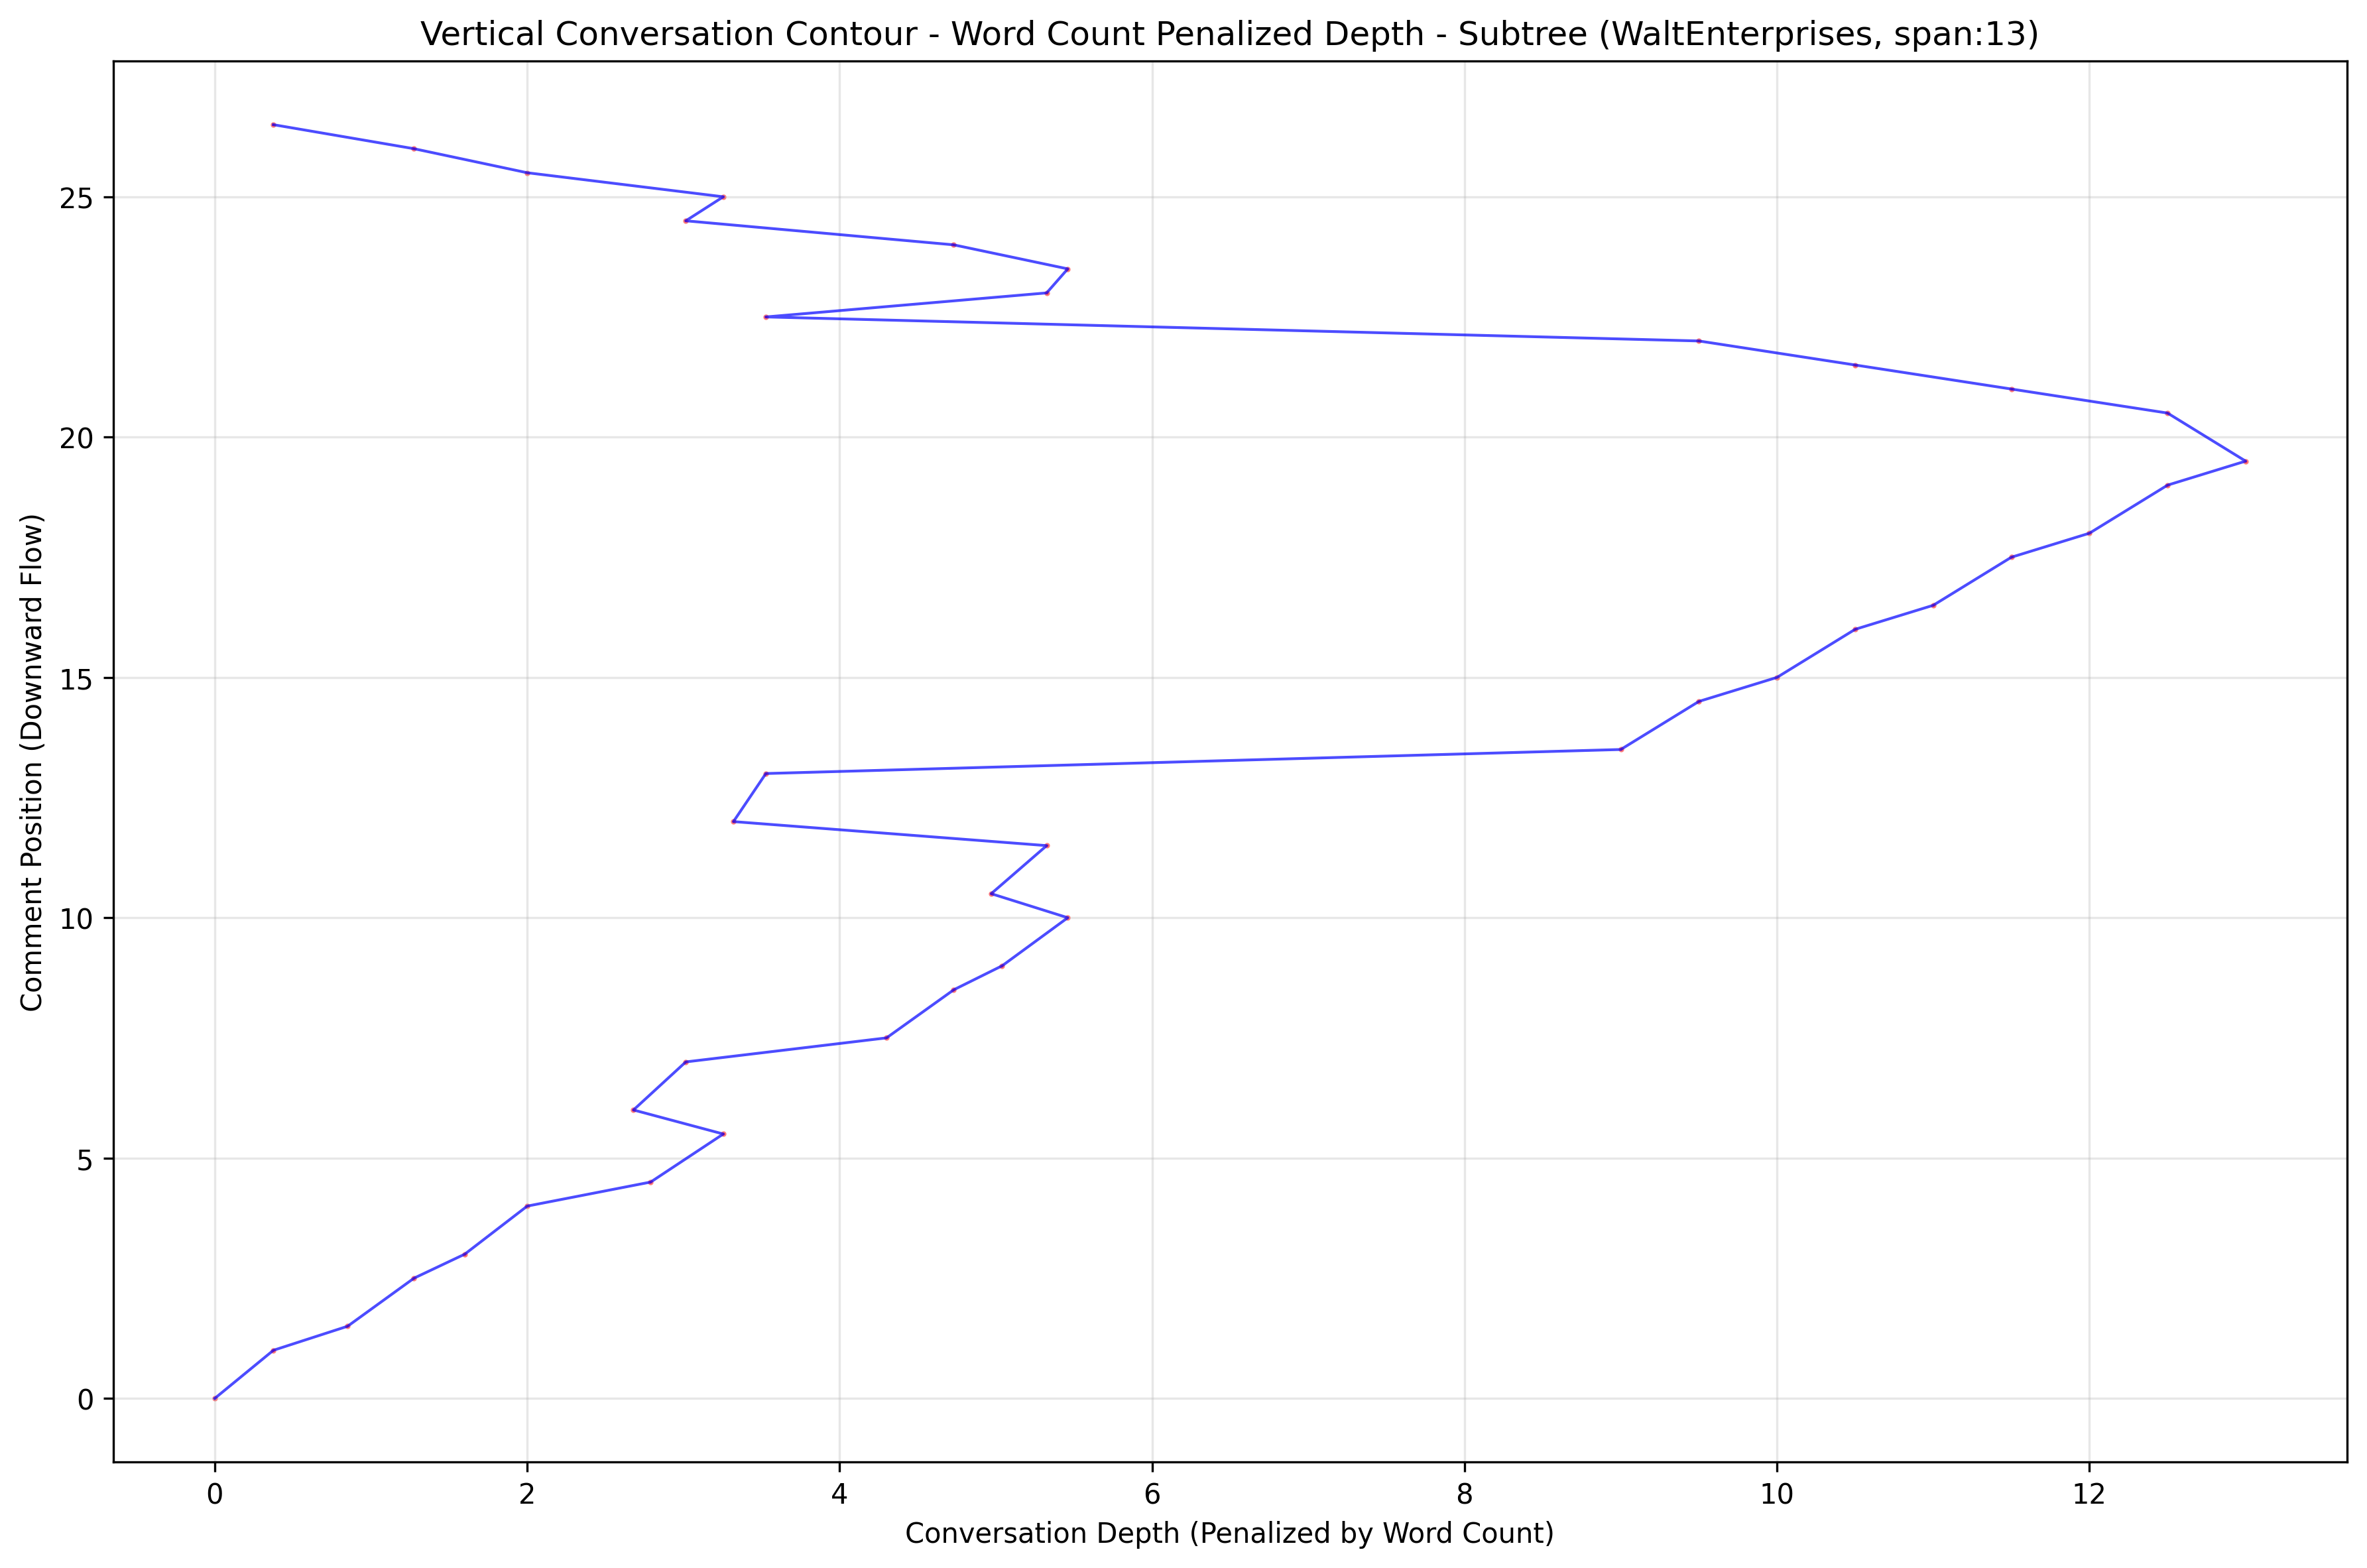 Vertical Conversation Contour - Word Count Penalized Depth - Subtree (WaltEnterprises, span:13)
Comment Position (Downward Flow)
25
20
15
10
5
0
0 2 4 6 8 10 12
Conversation Depth (Penalized by Word Count)